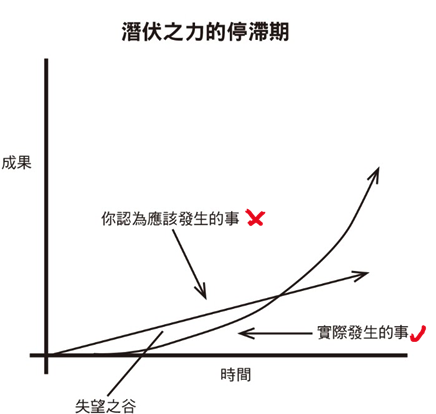 潛伏之力的停滯期
成果
你認為應該發生的事
實際發生的事
時間
失望之谷